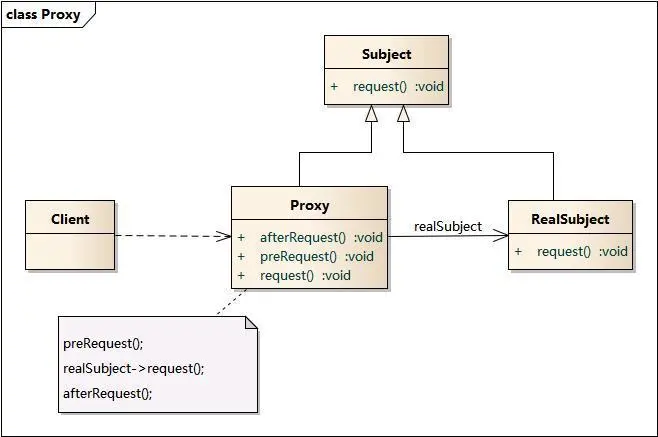 class Proxy
Subject
+ request() :void
Client
Proxy
+ afterRequest() :void
+ preRequest() :void
+ request() :void
realSubject
RealSubject
+ request() :void
preRequest();
realSubject->request();
afterRequest();